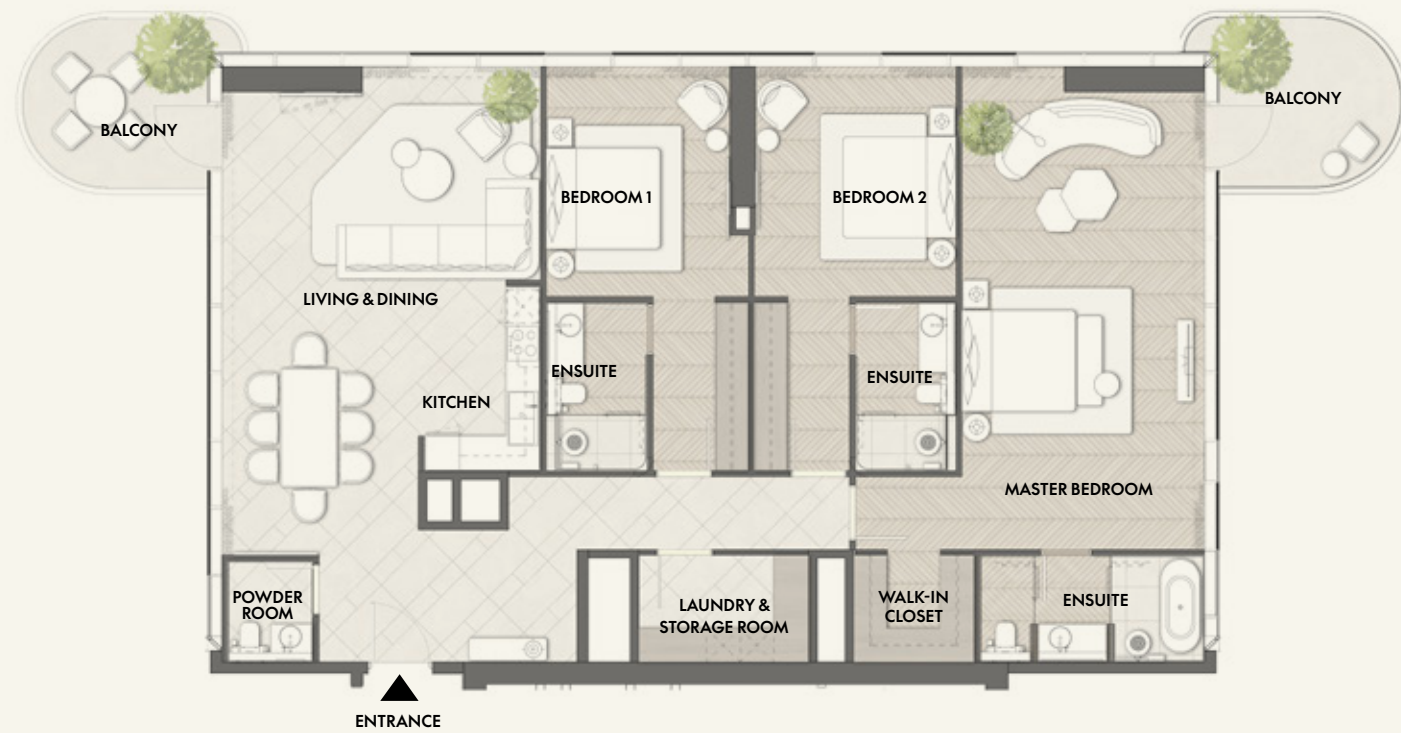 BALCONY
BALCONY
BEDROOM 1
BEDROOM 2
LIVING & DINING
ENSUITE
ENSUITE
KITCHEN
MASTER BEDROOM
POWDER
ROOM
LAUNDRY &
STORAGE ROOM
WALK-IN
CLOSET
ENSUITE
ENTRANCE